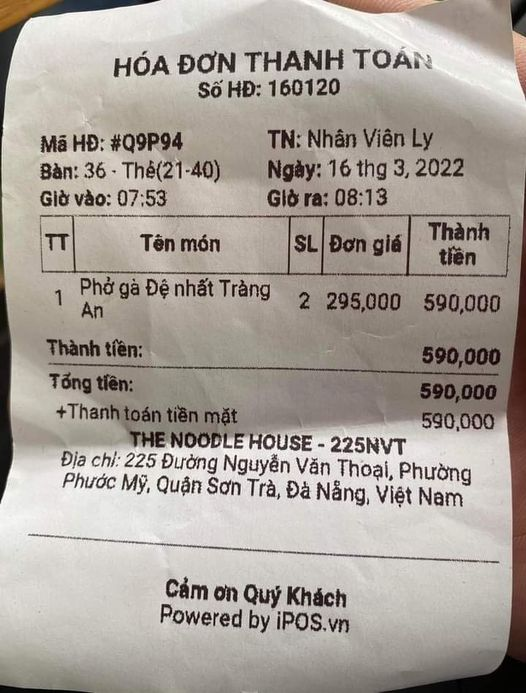 HÓA ĐƠN THANH TOÁN
Số HĐ: 160120
Mã HĐ: #Q9P94 TN: Nhân Viên Ly
Bàn: 36 - Thẻ(21-40) Ngày: 16 thg 3, 2022
Giờ vào: 07:53 Giờ ra: 08:13
TT Tên món SL Đơn giá Thành tiền
1 Phở gà Đệ nhất Tràng An 2 295,000 590,000
Thành tiền: 590,000
Tổng tiền: 590,000
+Thanh toán tiền mặt 590,000
THE NOODLE HOUSE - 225NVT
Địa chỉ: 225 Đường Nguyễn Văn Thoại, Phường
Phước Mỹ, Quận Sơn Trà, Đà Nẵng, Việt Nam
Cảm ơn Quý Khách
Powered by iPOS.vn